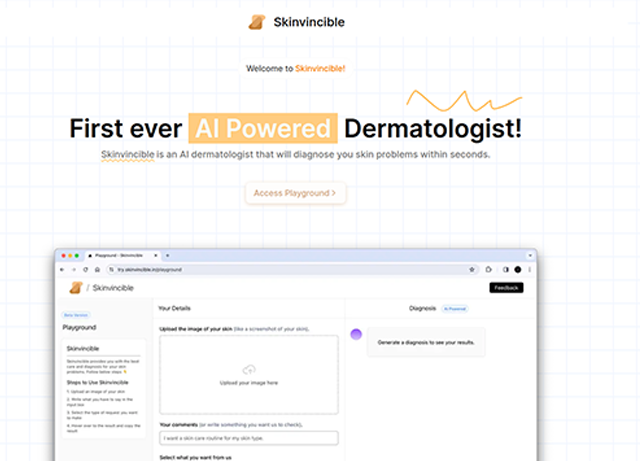 Skinvincible
Welcome to Skinvincible!
First ever AI Powered Dermatologist!
Skinvincible is an AI dermatologist that will diagnose you skin problems within seconds.
Access Playground >
Playground - Skinvincible
try.skinvincible.in/playground
/ Skinvincible
Feedback
Beta Version
Playground
Skinvincible
Skinvincible provides you with the best
care and diagnosis for your skin
problems. Follow below steps
Steps to Use Skinvincible
1. Upload an image of your skin
2. Write what you have to say in the
input box
3. Select the type of request you want
to make
4. Hover over to the result and copy the
result
Your Details
Upload the image of your skin (like a screenshot of your skin).
Upload your image here
Your comments (or write something you want us to check).
I want a skin care routine for my skin type.
Select what you want from us
Diagnosis
AI Powered
Generate a diagnosis to see your results.